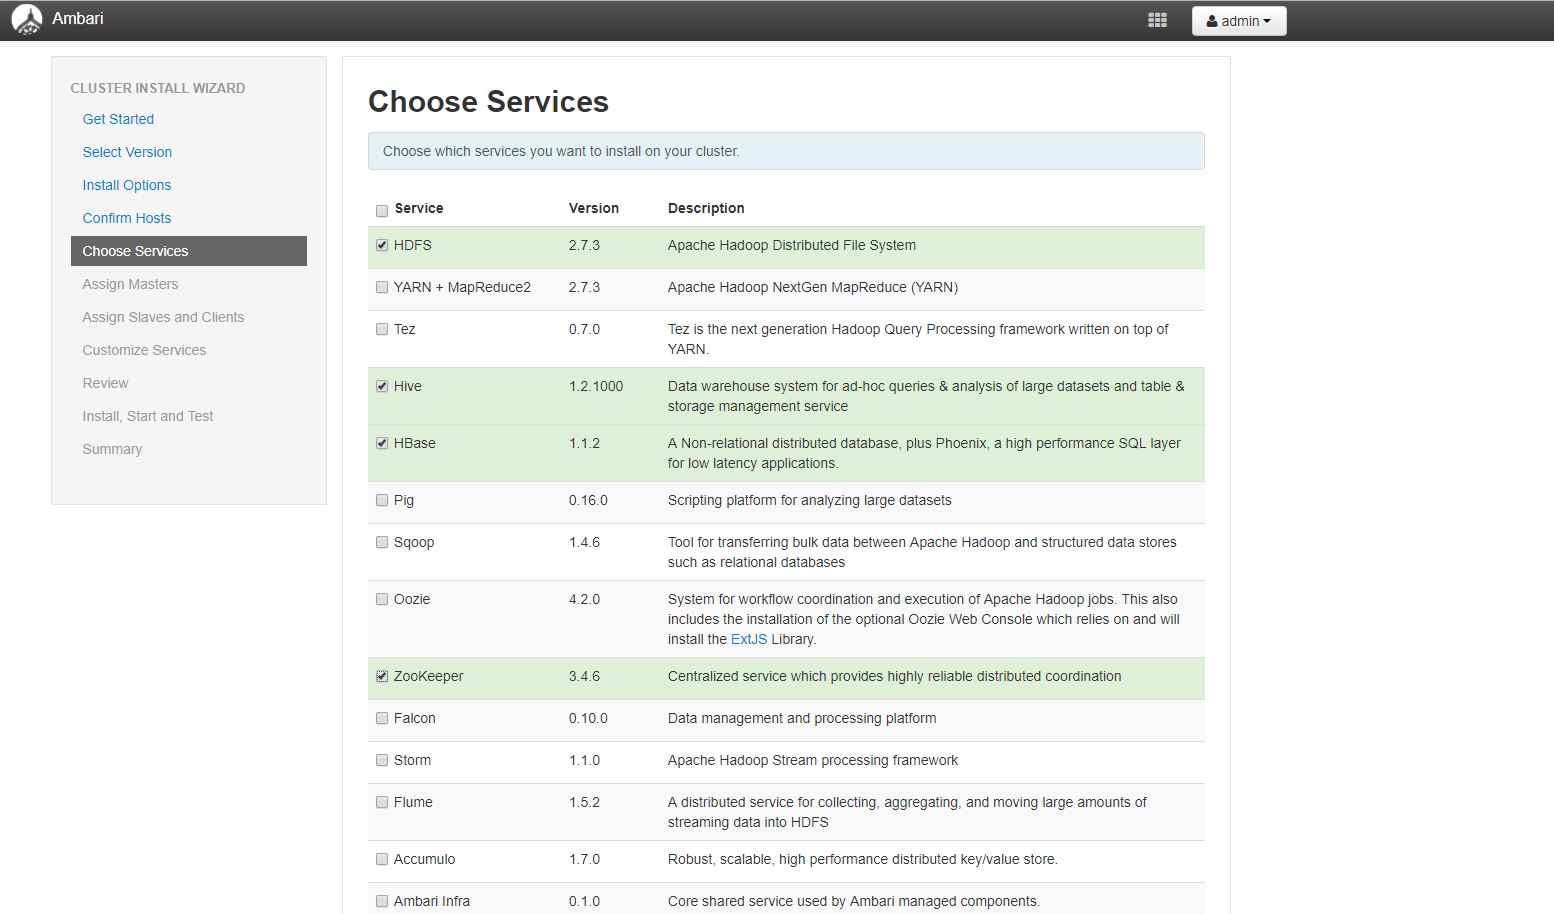 Ambari
admin
CLUSTER INSTALL WIZARD
Get Started
Select Version
Install Options
Confirm Hosts
Choose Services
Assign Masters
Assign Slaves and Clients
Customize Services
Review
Install, Start and Test
Summary
Choose Services
Choose which services you want to install on your cluster.
Service Version Description
HDFS 2.7.3 Apache Hadoop Distributed File System
YARN + MapReduce2 2.7.3 Apache Hadoop NextGen MapReduce (YARN)
Tez 0.7.0 Tez is the next generation Hadoop Query Processing framework written on top of
YARN.
Hive 1.2.1000 Data warehouse system for ad-hoc queries & analysis of large datasets and table &
storage management service
HBase 1.1.2 A Non-relational distributed database, plus Phoenix, a high performance SQL layer
for low latency applications.
Pig 0.16.0 Scripting platform for analyzing large datasets
Sqoop 1.4.6 Tool for transferring bulk data between Apache Hadoop and structured data stores
such as relational databases
Oozie 4.2.0 System for workflow coordination and execution of Apache Hadoop jobs. This also
includes the installation of the optional Oozie Web Console which relies on and will
install the ExtJS Library.
ZooKeeper 3.4.6 Centralized service which provides highly reliable distributed coordination
Falcon 0.10.0 Data management and processing platform
Storm 1.1.0 Apache Hadoop Stream processing framework
Flume 1.5.2 A distributed service for collecting, aggregating, and moving large amounts of
streaming data into HDFS
Accumulo 1.7.0 Robust, scalable, high performance distributed key/value store.
Ambari Infra 0.1.0 Core shared service used by Ambari managed components.